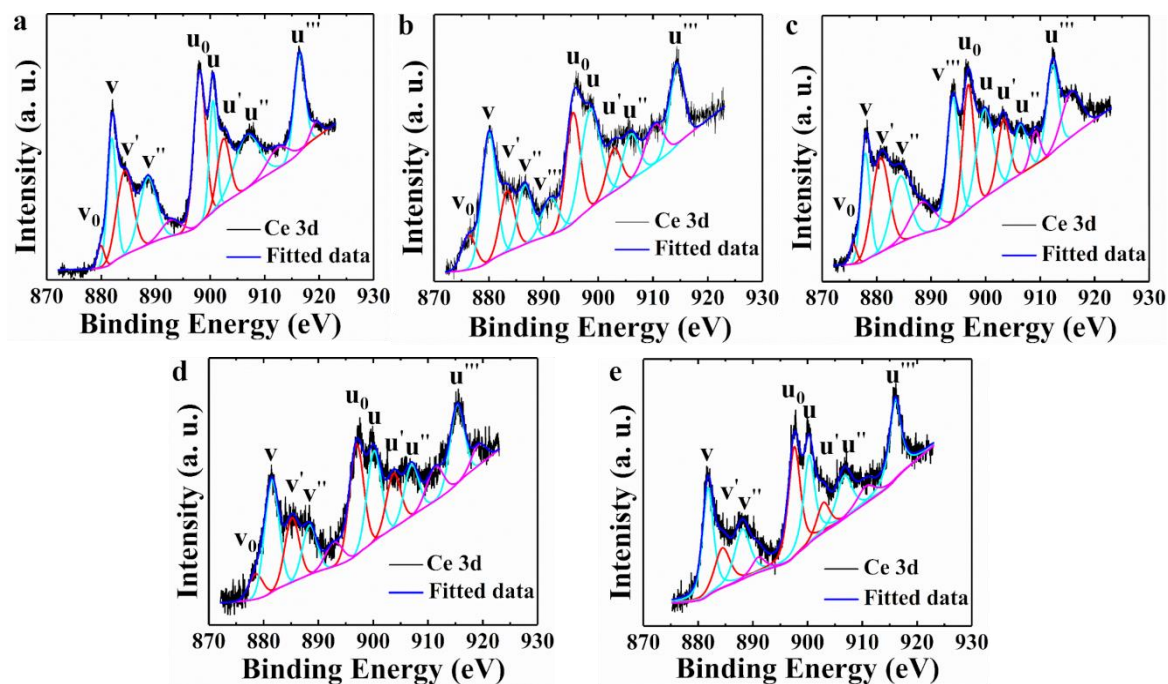 a
u'''
u₀
u
v
u'
u''
v'
v''
v₀
Ce 3d
Fitted data
Intensity (a. u.)
870 880 890 900 910 920 930
Binding Energy (eV)
b
u'''
u₀
u
v
u'
u''
v'
v''
v'''
v₀
Ce 3d
Fitted data
Intensity (a. u.)
870 880 890 900 910 920 930
Binding Energy (eV)
c
u'''
u₀
v'''
u
u'
v
u''
v'
v''
v₀
Ce 3d
Fitted data
Intensity (a. u.)
870 880 890 900 910 920 930
Binding Energy (eV)
d
u'''
u₀
u
u'
u''
v
v'
v''
v₀
Ce 3d
Fitted data
Intensity (a. u.)
870 880 890 900 910 920 930
Binding Energy (eV)
e
u'''
u₀
u
u'
u''
v
v'
v''
Ce 3d
Fitted data
Intenisty (a. u.)
870 880 890 900 910 920 930
Binding Energy (eV)